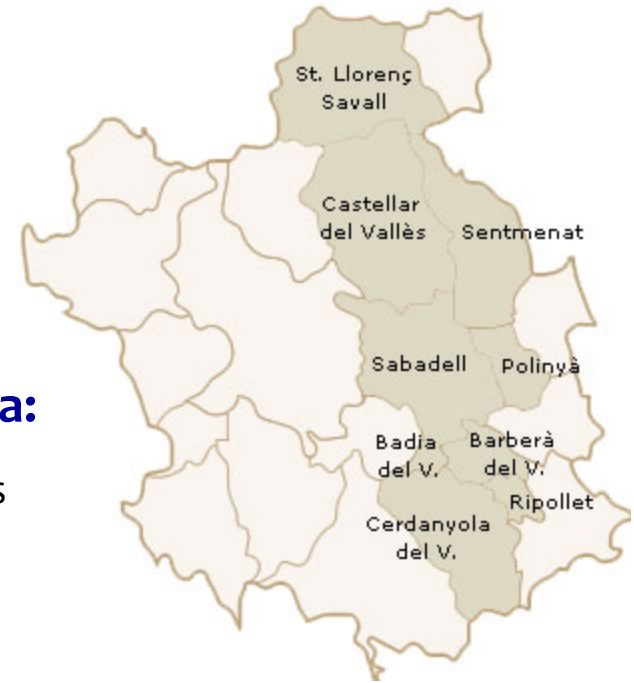 St. Llorenç
Savall
Castellar
del Vallès
Sentmenat
Sabadell
Polinyà
a:
Badia
del V.
Barberà
del V.
s
Ripollet
Cerdanyola
del V.